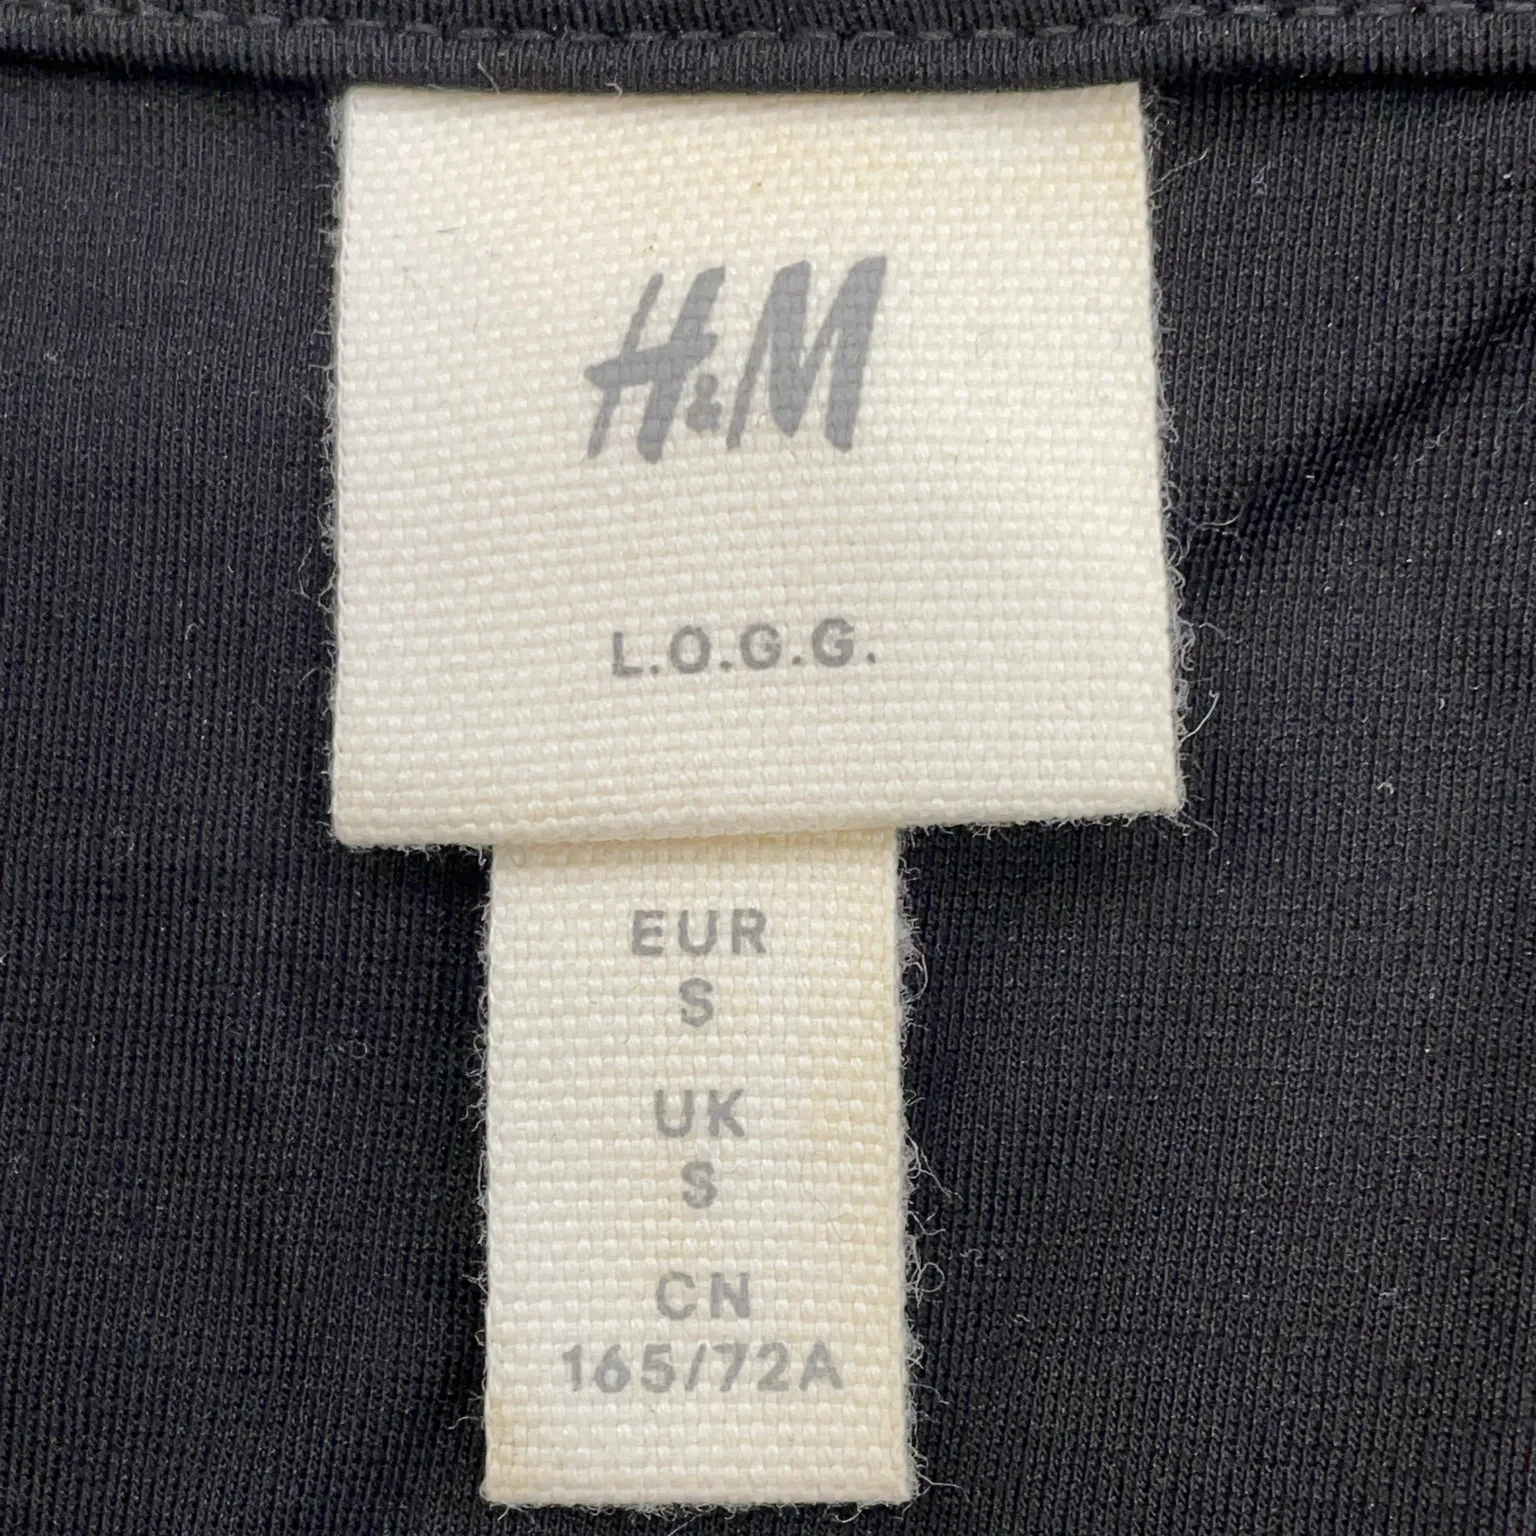 H&M
L.O.G.G.
EUR
S
UK
S
CN
165/72A